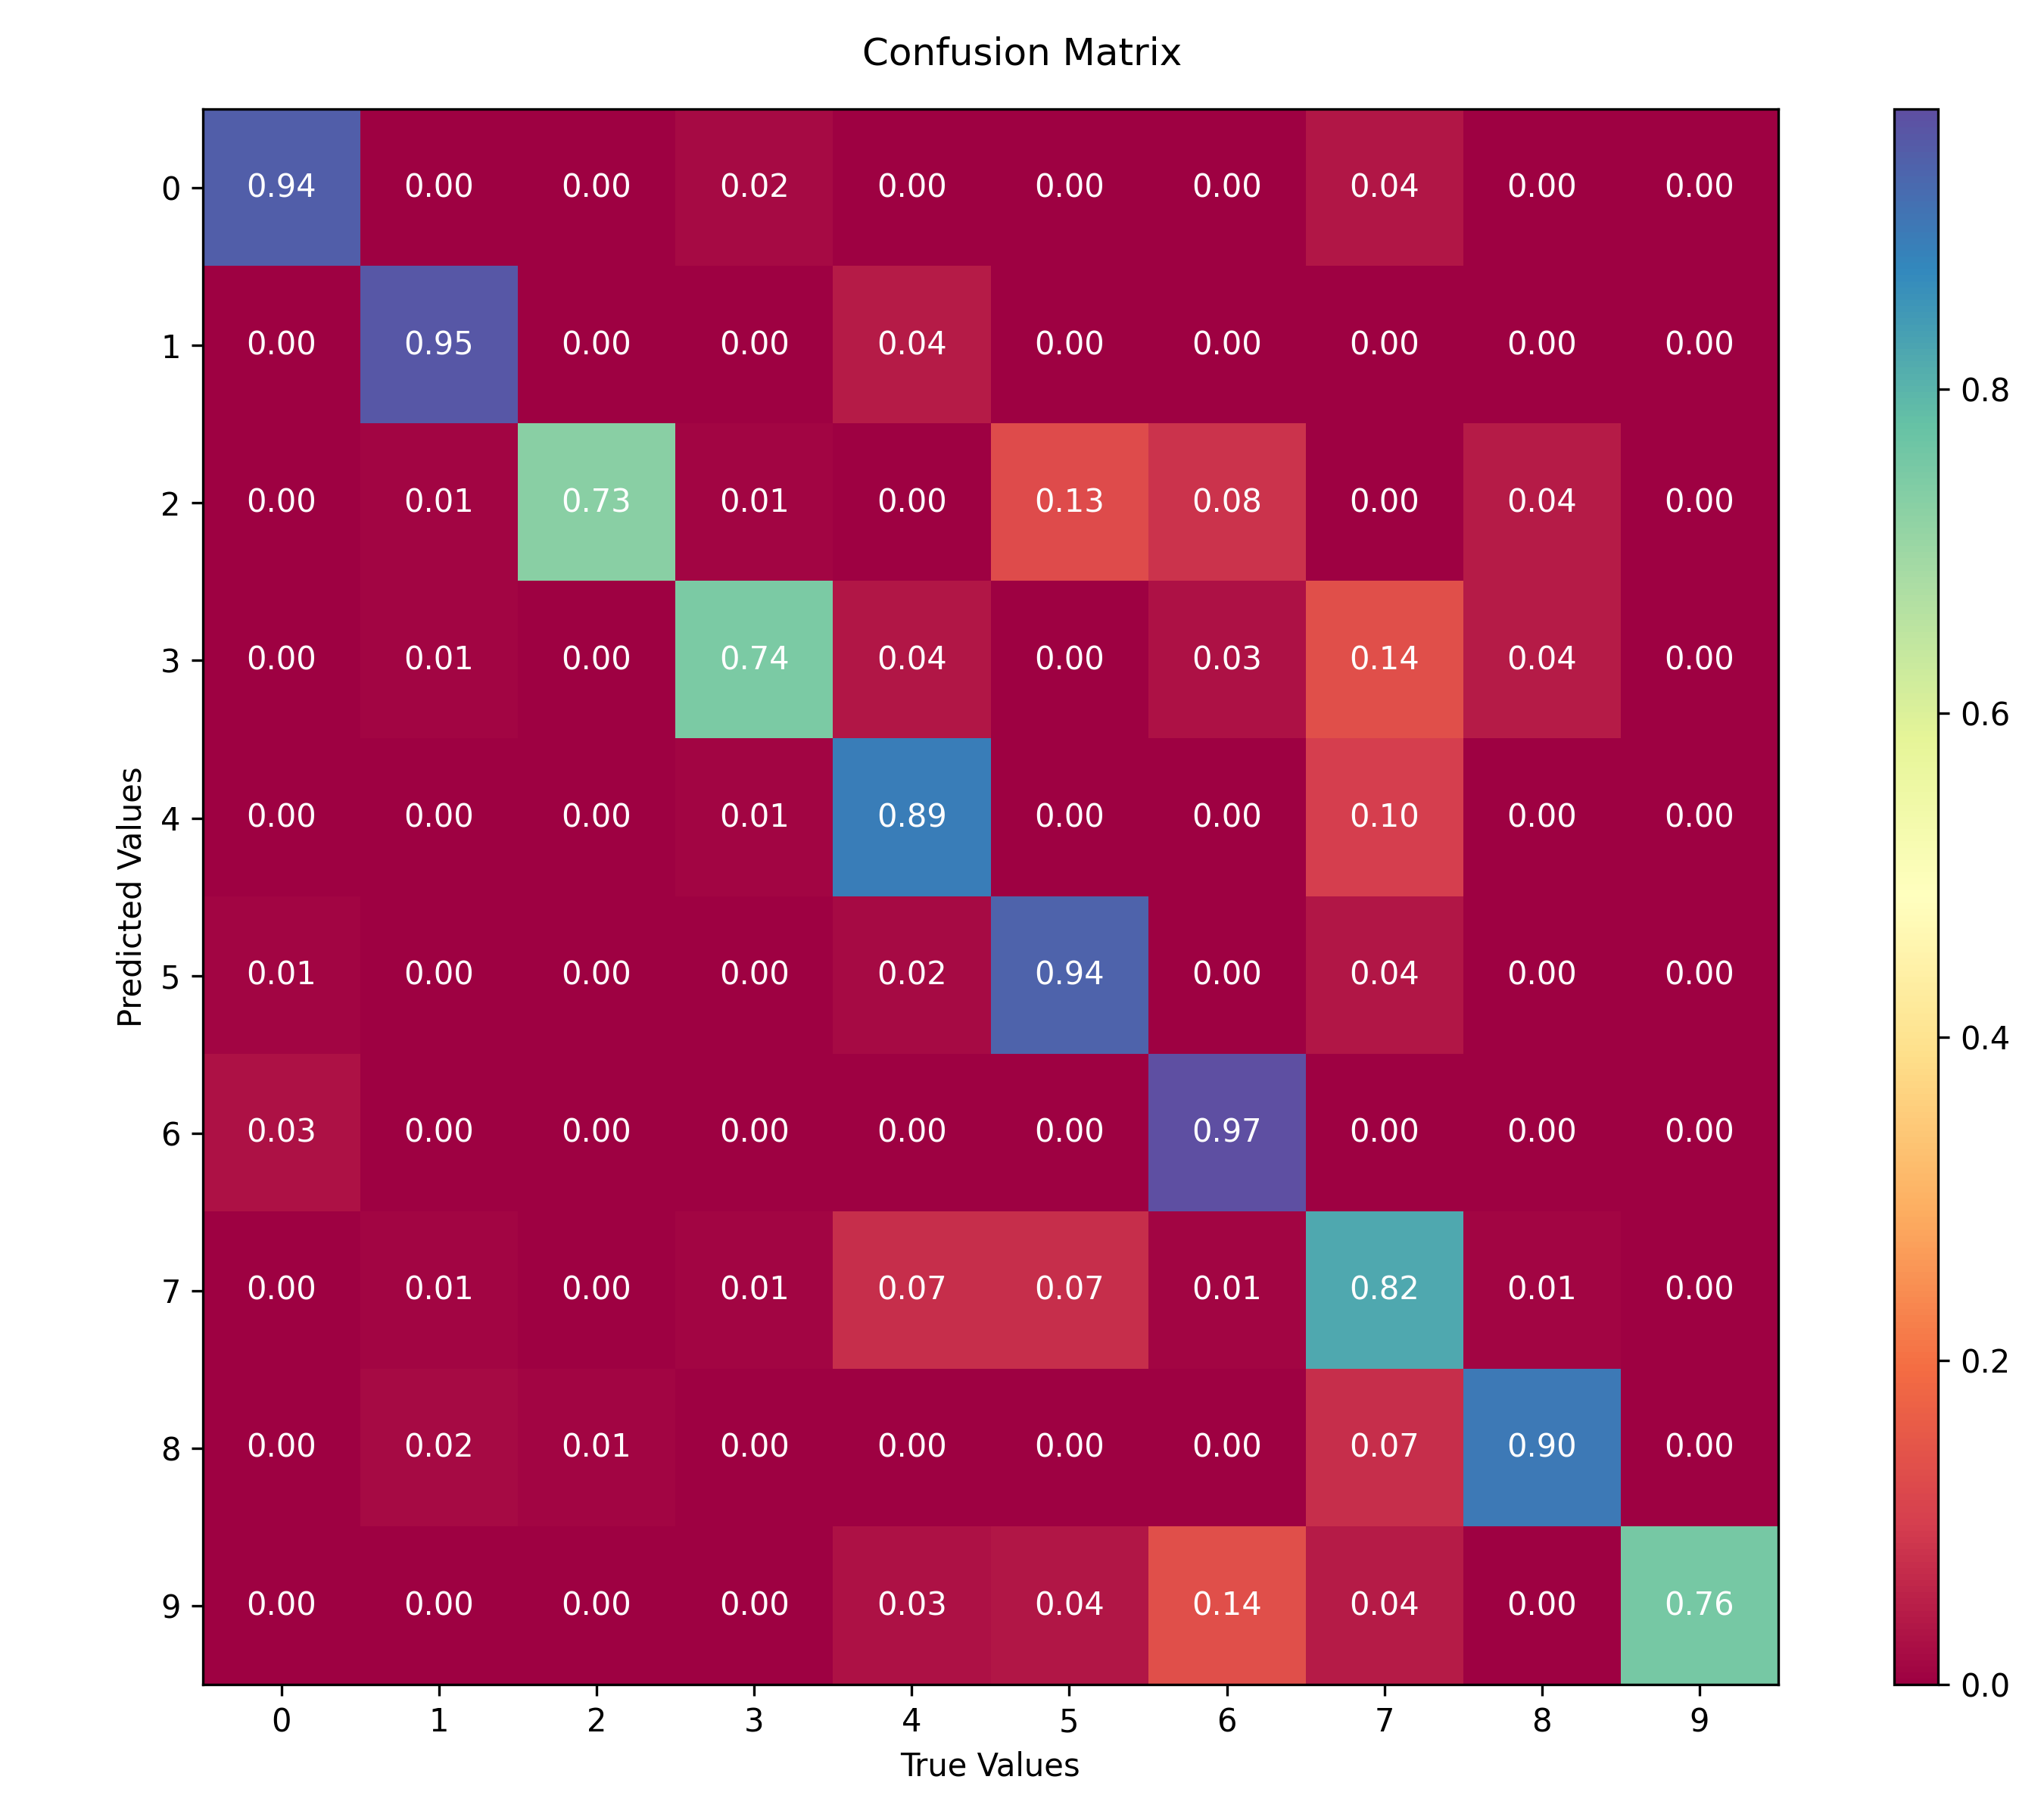 Confusion Matrix
0 0.94 0.00 0.00 0.02 0.00 0.00 0.00 0.04 0.00 0.00
1 0.00 0.95 0.00 0.00 0.04 0.00 0.00 0.00 0.00 0.00
2 0.00 0.01 0.73 0.01 0.00 0.13 0.08 0.00 0.04 0.00
3 0.00 0.01 0.00 0.74 0.04 0.00 0.03 0.14 0.04 0.00
4 0.00 0.00 0.00 0.01 0.89 0.00 0.00 0.10 0.00 0.00
5 0.01 0.00 0.00 0.00 0.02 0.94 0.00 0.04 0.00 0.00
6 0.03 0.00 0.00 0.00 0.00 0.00 0.97 0.00 0.00 0.00
7 0.00 0.01 0.00 0.01 0.07 0.07 0.01 0.82 0.01 0.00
8 0.00 0.02 0.01 0.00 0.00 0.00 0.00 0.07 0.90 0.00
9 0.00 0.00 0.00 0.00 0.03 0.04 0.14 0.04 0.00 0.76
0 1 2 3 4 5 6 7 8 9
True Values
Predicted Values
0.8
0.6
0.4
0.2
0.0